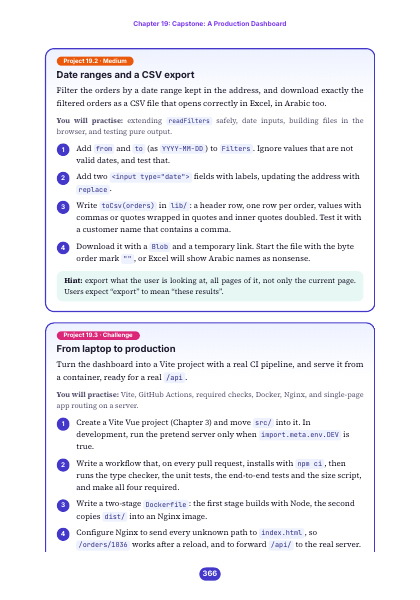 Chapter 19: Capstone: A Production Dashboard
Project 19.2 · Medium
Date ranges and a CSV export
Filter the orders by a date range kept in the address, and download exactly the
filtered orders as a CSV file that opens correctly in Excel, in Arabic too.
You will practise: extending readFilters safely, date inputs, building files in the
browser, and testing pure output.
1 Add from and to (as YYYY-MM-DD) to Filters. Ignore values that are not
valid dates, and test that.
2 Add two <input type="date"> fields with labels, updating the address with
replace.
3 Write toCsv(orders) in lib/: a header row, one row per order, values with
commas or quotes wrapped in quotes and inner quotes doubled. Test it with
a customer name that contains a comma.
4 Download it with a Blob and a temporary link. Start the file with the byte
order mark "", or Excel will show Arabic names as nonsense.
Hint: export what the user is looking at, all pages of it, not only the current page.
Users expect “export” to mean “these results”.
Project 19.3 · Challenge
From laptop to production
Turn the dashboard into a Vite project with a real CI pipeline, and serve it from
a container, ready for a real /api.
You will practise: Vite, GitHub Actions, required checks, Docker, Nginx, and single-page
app routing on a server.
1 Create a Vite Vue project (Chapter 3) and move src/ into it. In
development, run the pretend server only when import.meta.env.DEV is
true.
2 Write a workflow that, on every pull request, installs with npm ci, then
runs the type checker, the unit tests, the end-to-end tests and the size script,
and make all four required.
3 Write a two-stage Dockerfile: the first stage builds with Node, the second
copies dist/ into an Nginx image.
4 Configure Nginx to send every unknown path to index.html, so
/orders/1036 works after a reload, and to forward /api/ to the real server.
366